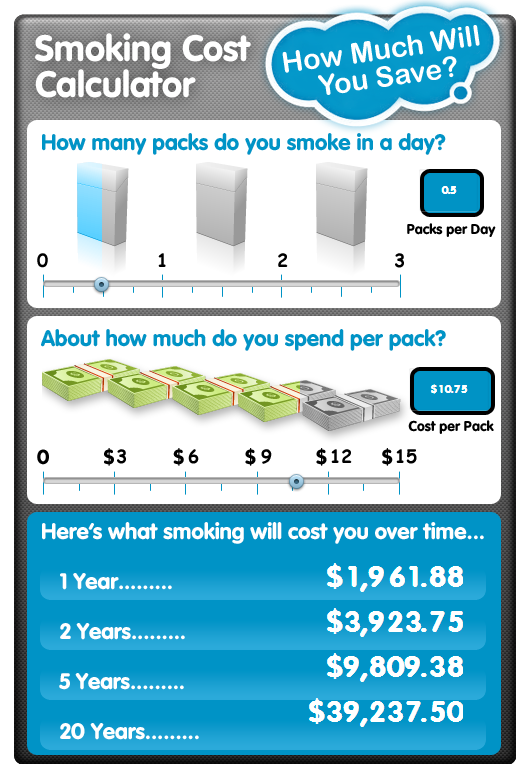 Smoking Cost
Calculator
How Much Will
You Save?
How many packs do you smoke in a day?
0.5
Packs per Day
0 1 2 3
About how much do you spend per pack?
$10.75
Cost per Pack
0 $3 $6 $9 $12 $15
Here's what smoking will cost you over time...
1 Year......... $1,961.88
2 Years......... $3,923.75
5 Years......... $9,809.38
20 Years......... $39,237.50